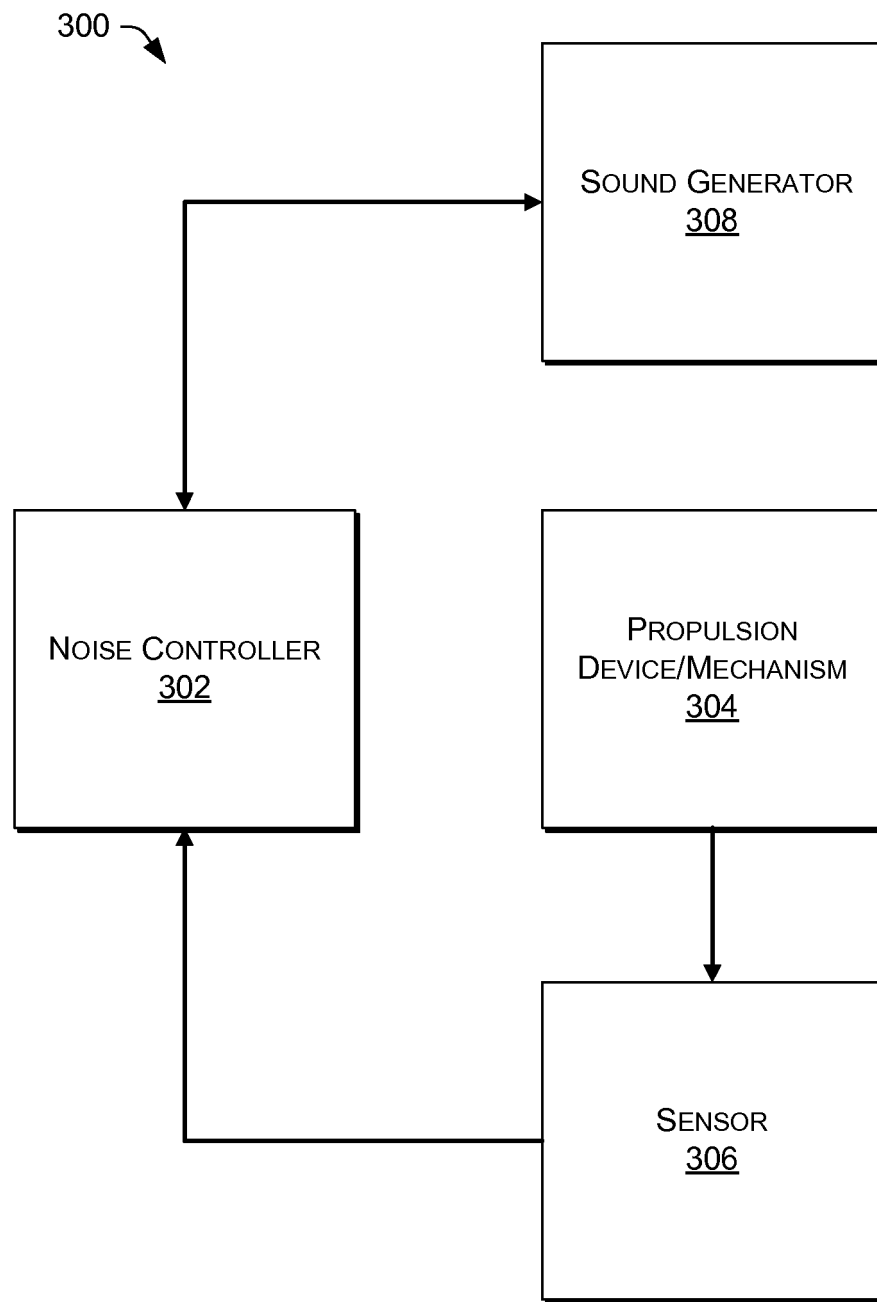 300
SOUND GENERATOR
308
NOISE CONTROLLER
302
PROPULSION
DEVICE/MECHANISM
304
SENSOR
306